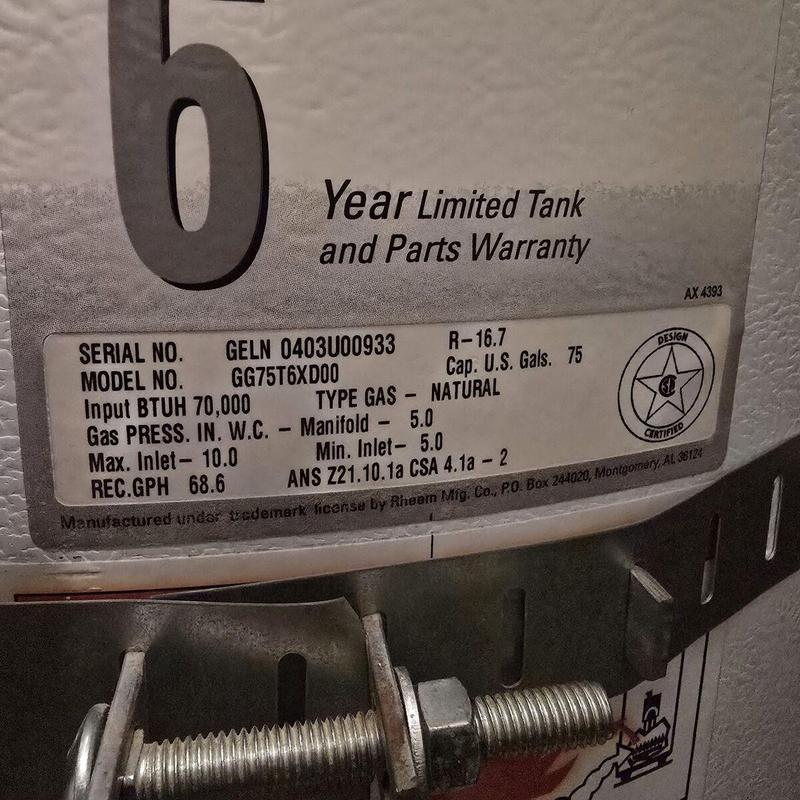 6
Year Limited Tank
and Parts Warranty
AX 4393
SERIAL NO. GELN 0403U00933 R-16.7
MODEL NO. GG75T6XD00 Cap. U.S. Gals. 75
Input BTUH 70,000 TYPE GAS - NATURAL
Gas PRESS. IN. W.C. - Manifold - 5.0
Max. Inlet- 10.0 Min. Inlet- 5.0
REC.GPH 68.6 ANS Z21.10.1a CSA 4.1a - 2
DESIGN
CERTIFIED
Manufactured under trademark license by Rheem Mfg. Co., P.O. Box 244020, Montgomery, AL 36124